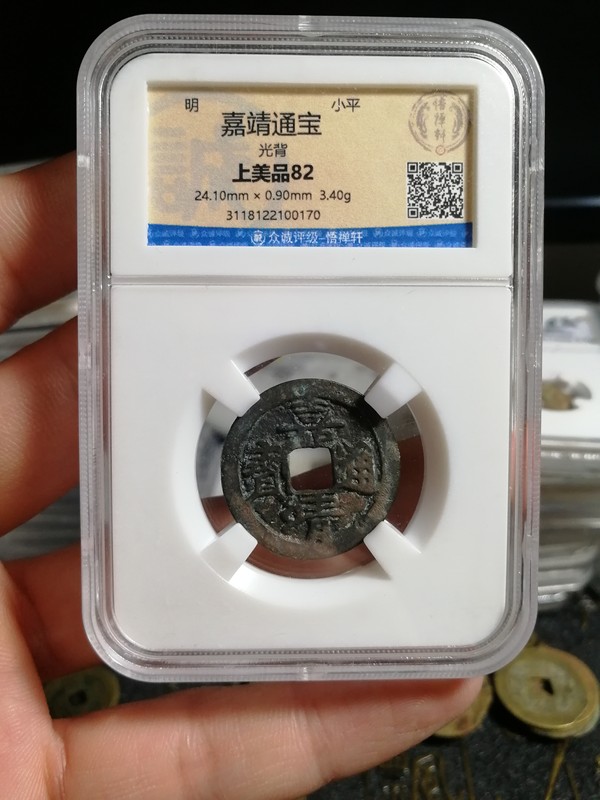 明
小平
嘉靖通宝
光背
上美品82
24.10mm × 0.90mm 3.40g
3118122100170
众诚评级-悟禅轩
悟禅轩
嘉靖通寶